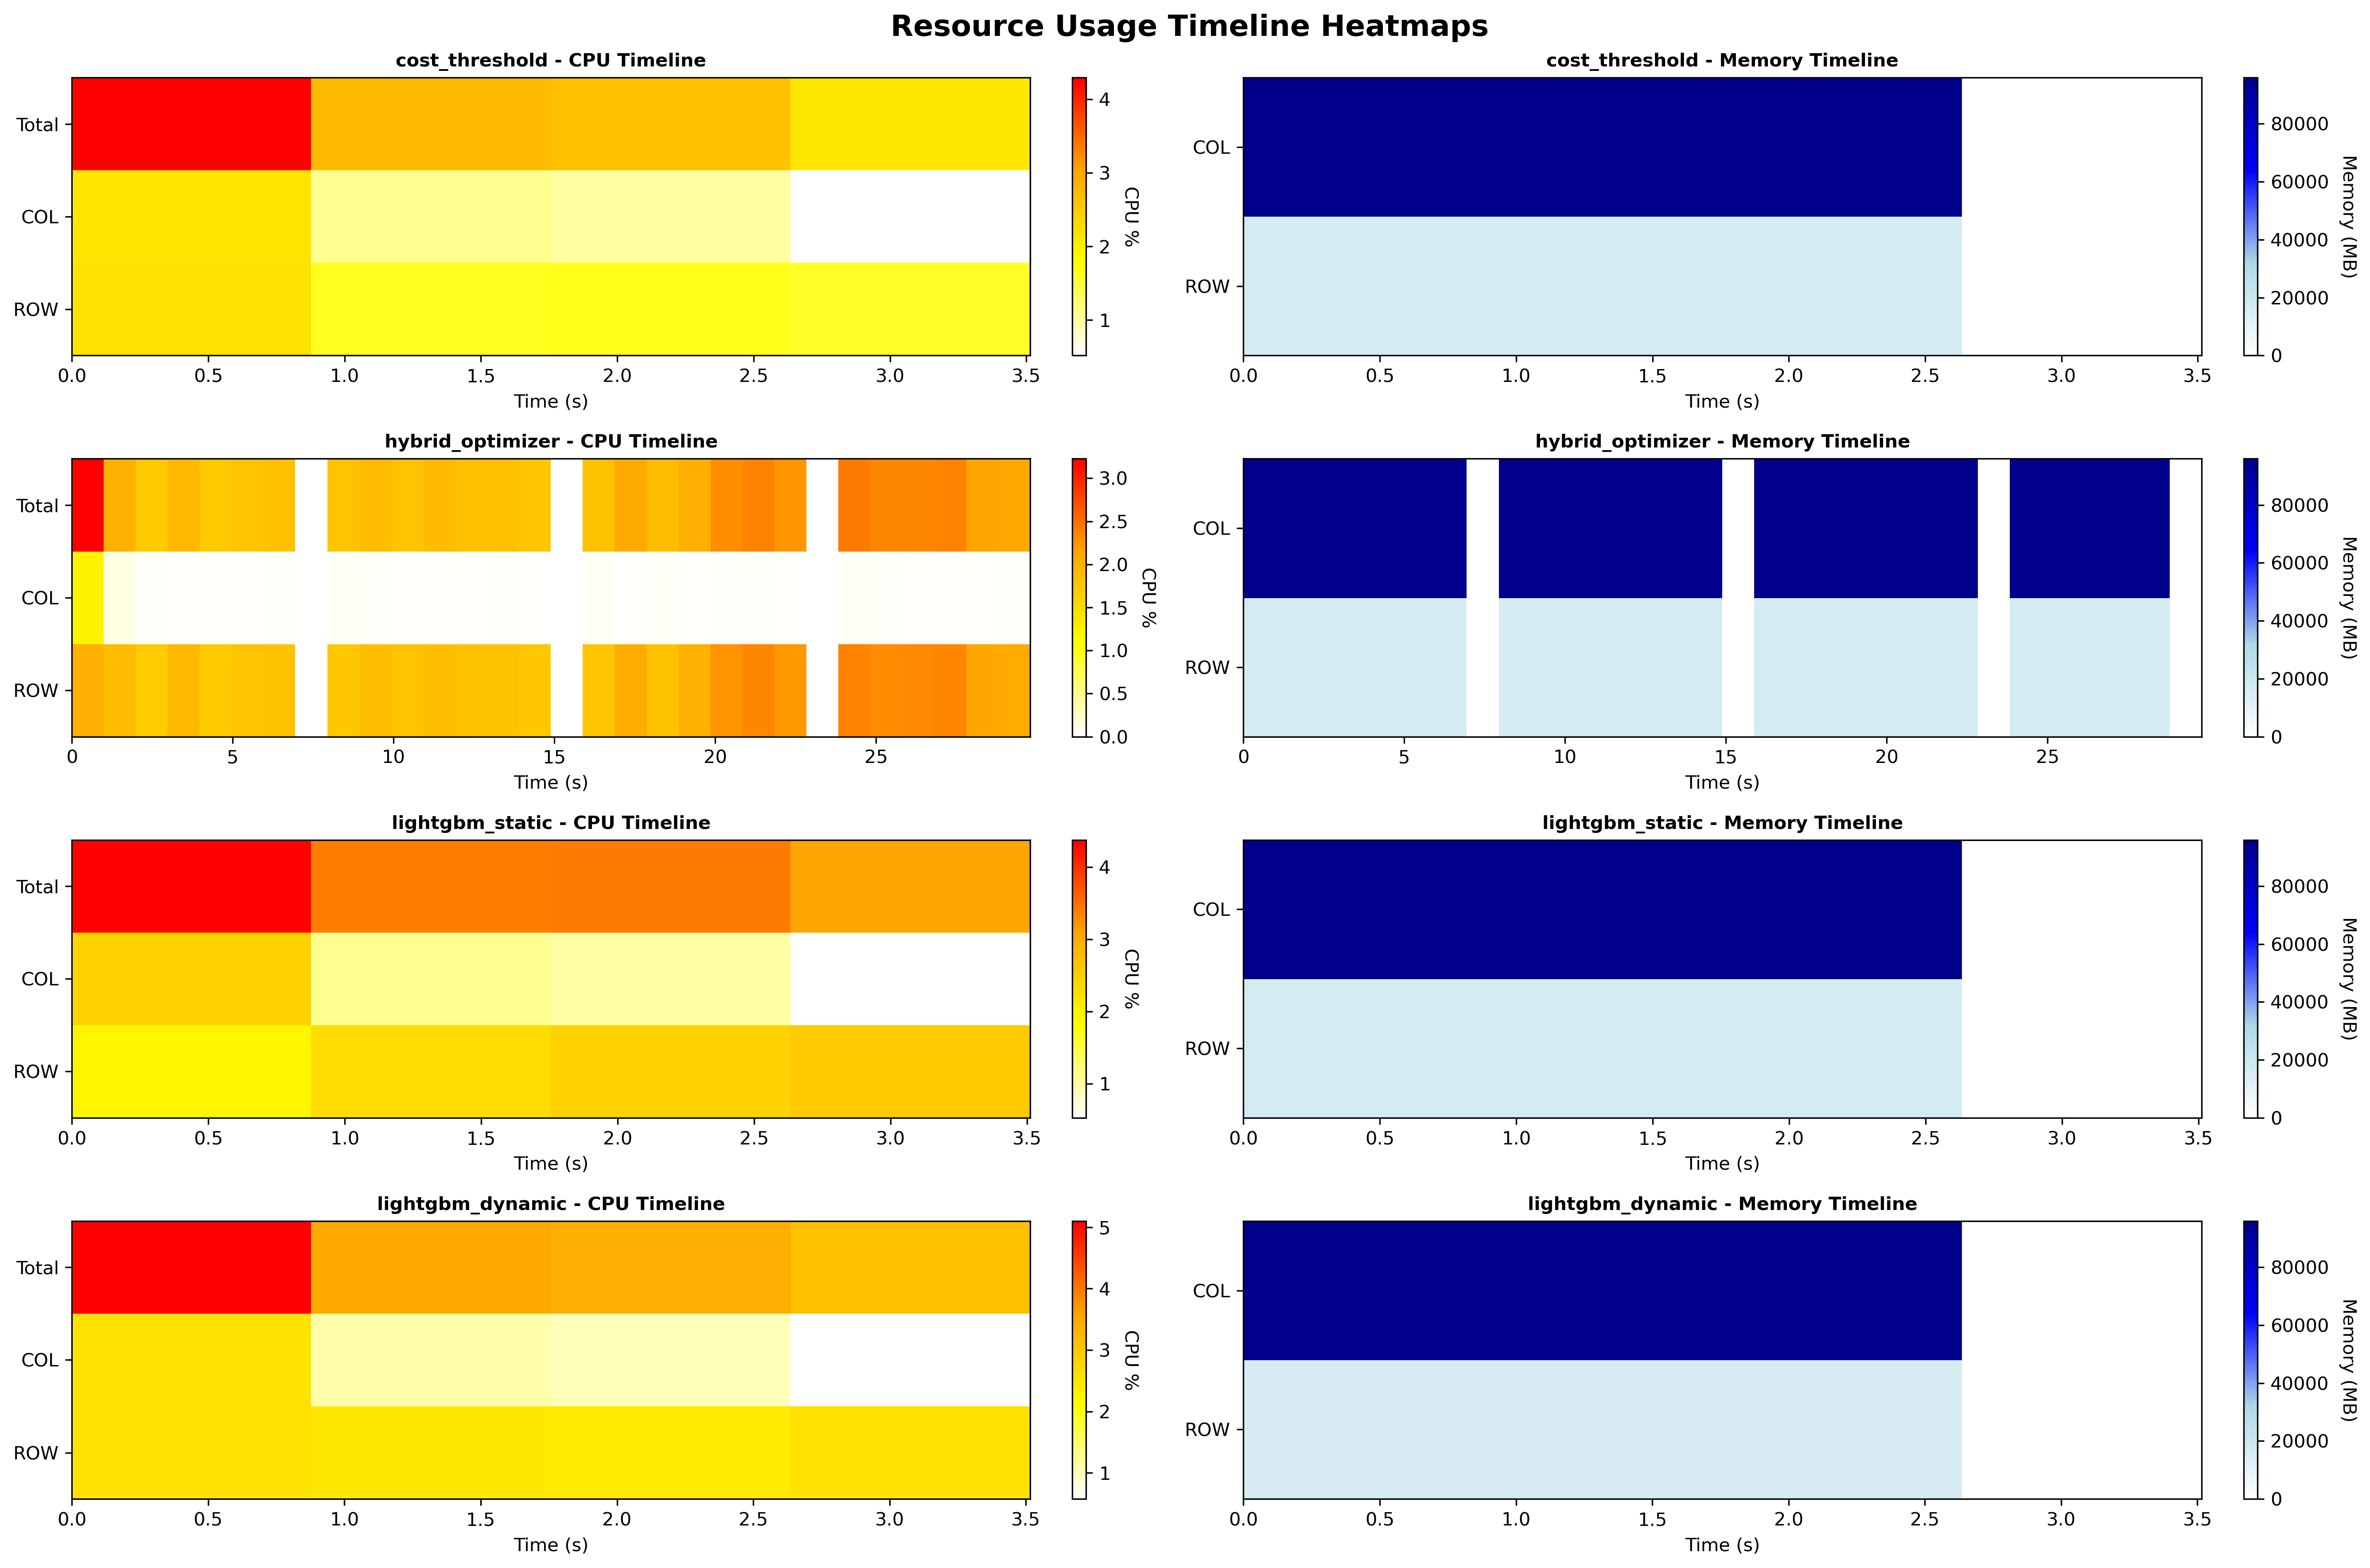 Resource Usage Timeline Heatmaps
cost_threshold - CPU Timeline
Total
COL
ROW
0.0 0.5 1.0 1.5 2.0 2.5 3.0 3.5
Time (s)
4
3
2
1
CPU %
cost_threshold - Memory Timeline
COL
ROW
0.0 0.5 1.0 1.5 2.0 2.5 3.0 3.5
Time (s)
80000
60000
40000
20000
0
Memory (MB)
hybrid_optimizer - CPU Timeline
Total
COL
ROW
0 5 10 15 20 25
Time (s)
3.0
2.5
2.0
1.5
1.0
0.5
0.0
CPU %
hybrid_optimizer - Memory Timeline
COL
ROW
0 5 10 15 20 25
Time (s)
80000
60000
40000
20000
0
Memory (MB)
lightgbm_static - CPU Timeline
Total
COL
ROW
0.0 0.5 1.0 1.5 2.0 2.5 3.0 3.5
Time (s)
4
3
2
1
CPU %
lightgbm_static - Memory Timeline
COL
ROW
0.0 0.5 1.0 1.5 2.0 2.5 3.0 3.5
Time (s)
80000
60000
40000
20000
0
Memory (MB)
lightgbm_dynamic - CPU Timeline
Total
COL
ROW
0.0 0.5 1.0 1.5 2.0 2.5 3.0 3.5
Time (s)
5
4
3
2
1
CPU %
lightgbm_dynamic - Memory Timeline
COL
ROW
0.0 0.5 1.0 1.5 2.0 2.5 3.0 3.5
Time (s)
80000
60000
40000
20000
0
Memory (MB)